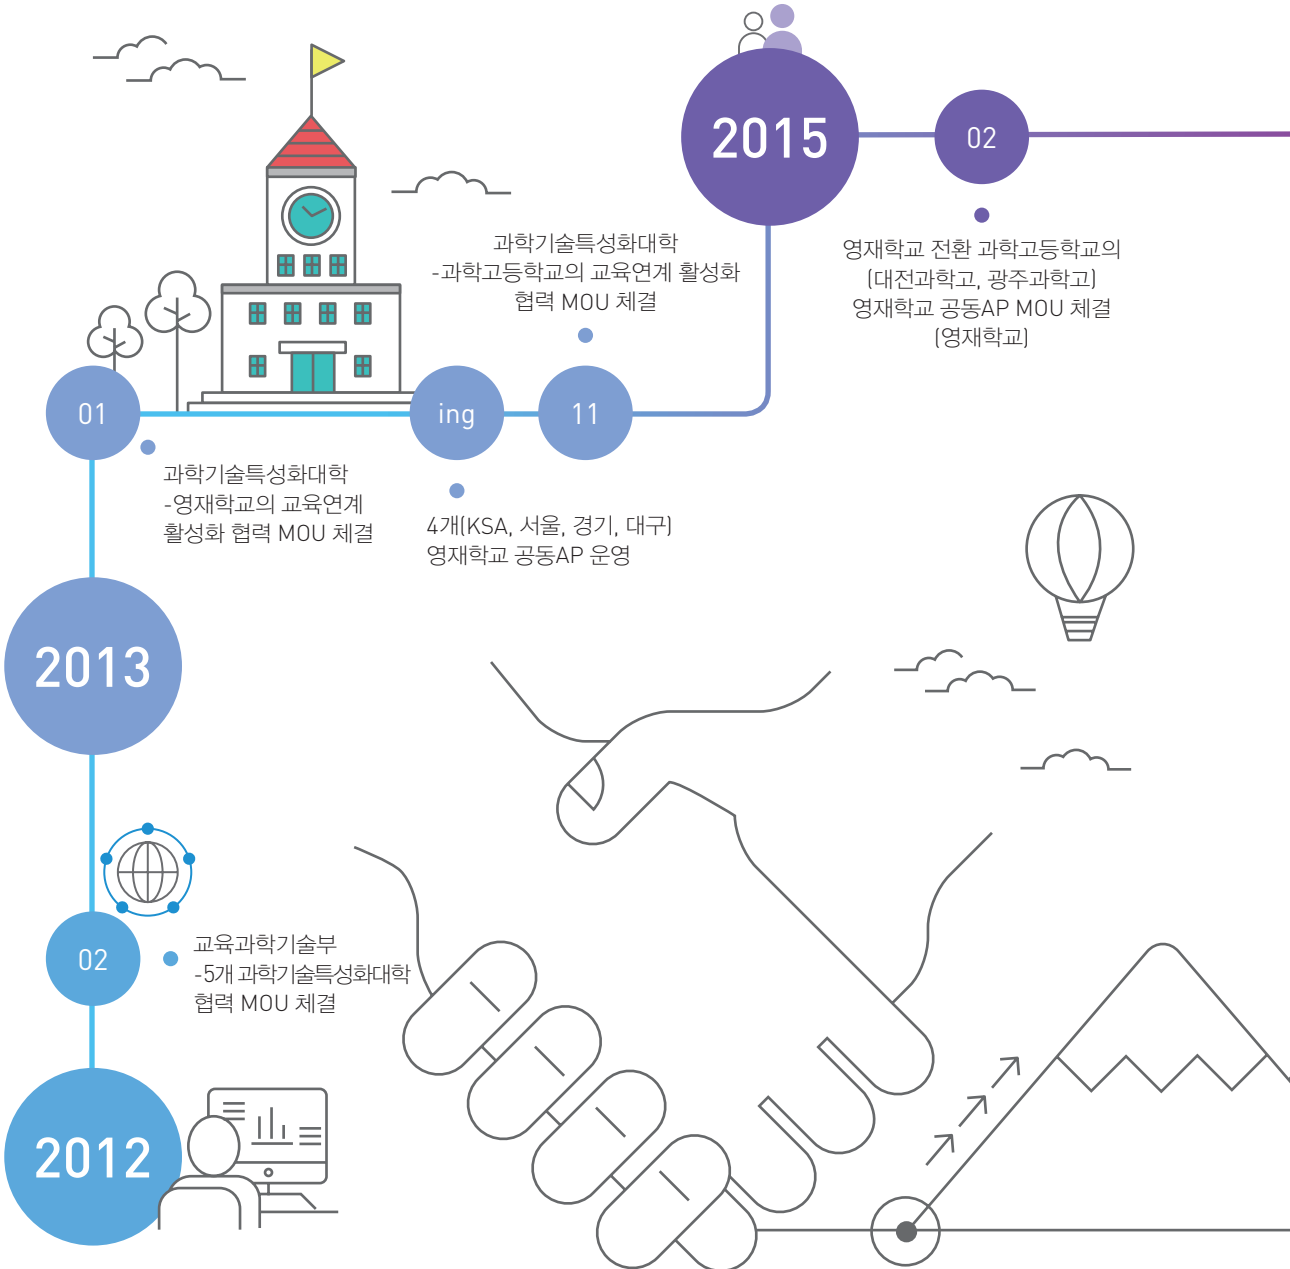 2015
02
영재학교 전환 과학고등학교의
(대전과학고, 광주과학고)
영재학교 공동AP MOU 체결
(영재학교)
과학기술특성화대학
-과학고등학교의 교육연계 활성화
협력 MOU 체결
01
ing
11
과학기술특성화대학
-영재학교의 교육연계
활성화 협력 MOU 체결
4개(KSA, 서울, 경기, 대구)
영재학교 공동AP 운영
2013
02
교육과학기술부
-5개 과학기술특성화대학
협력 MOU 체결
2012